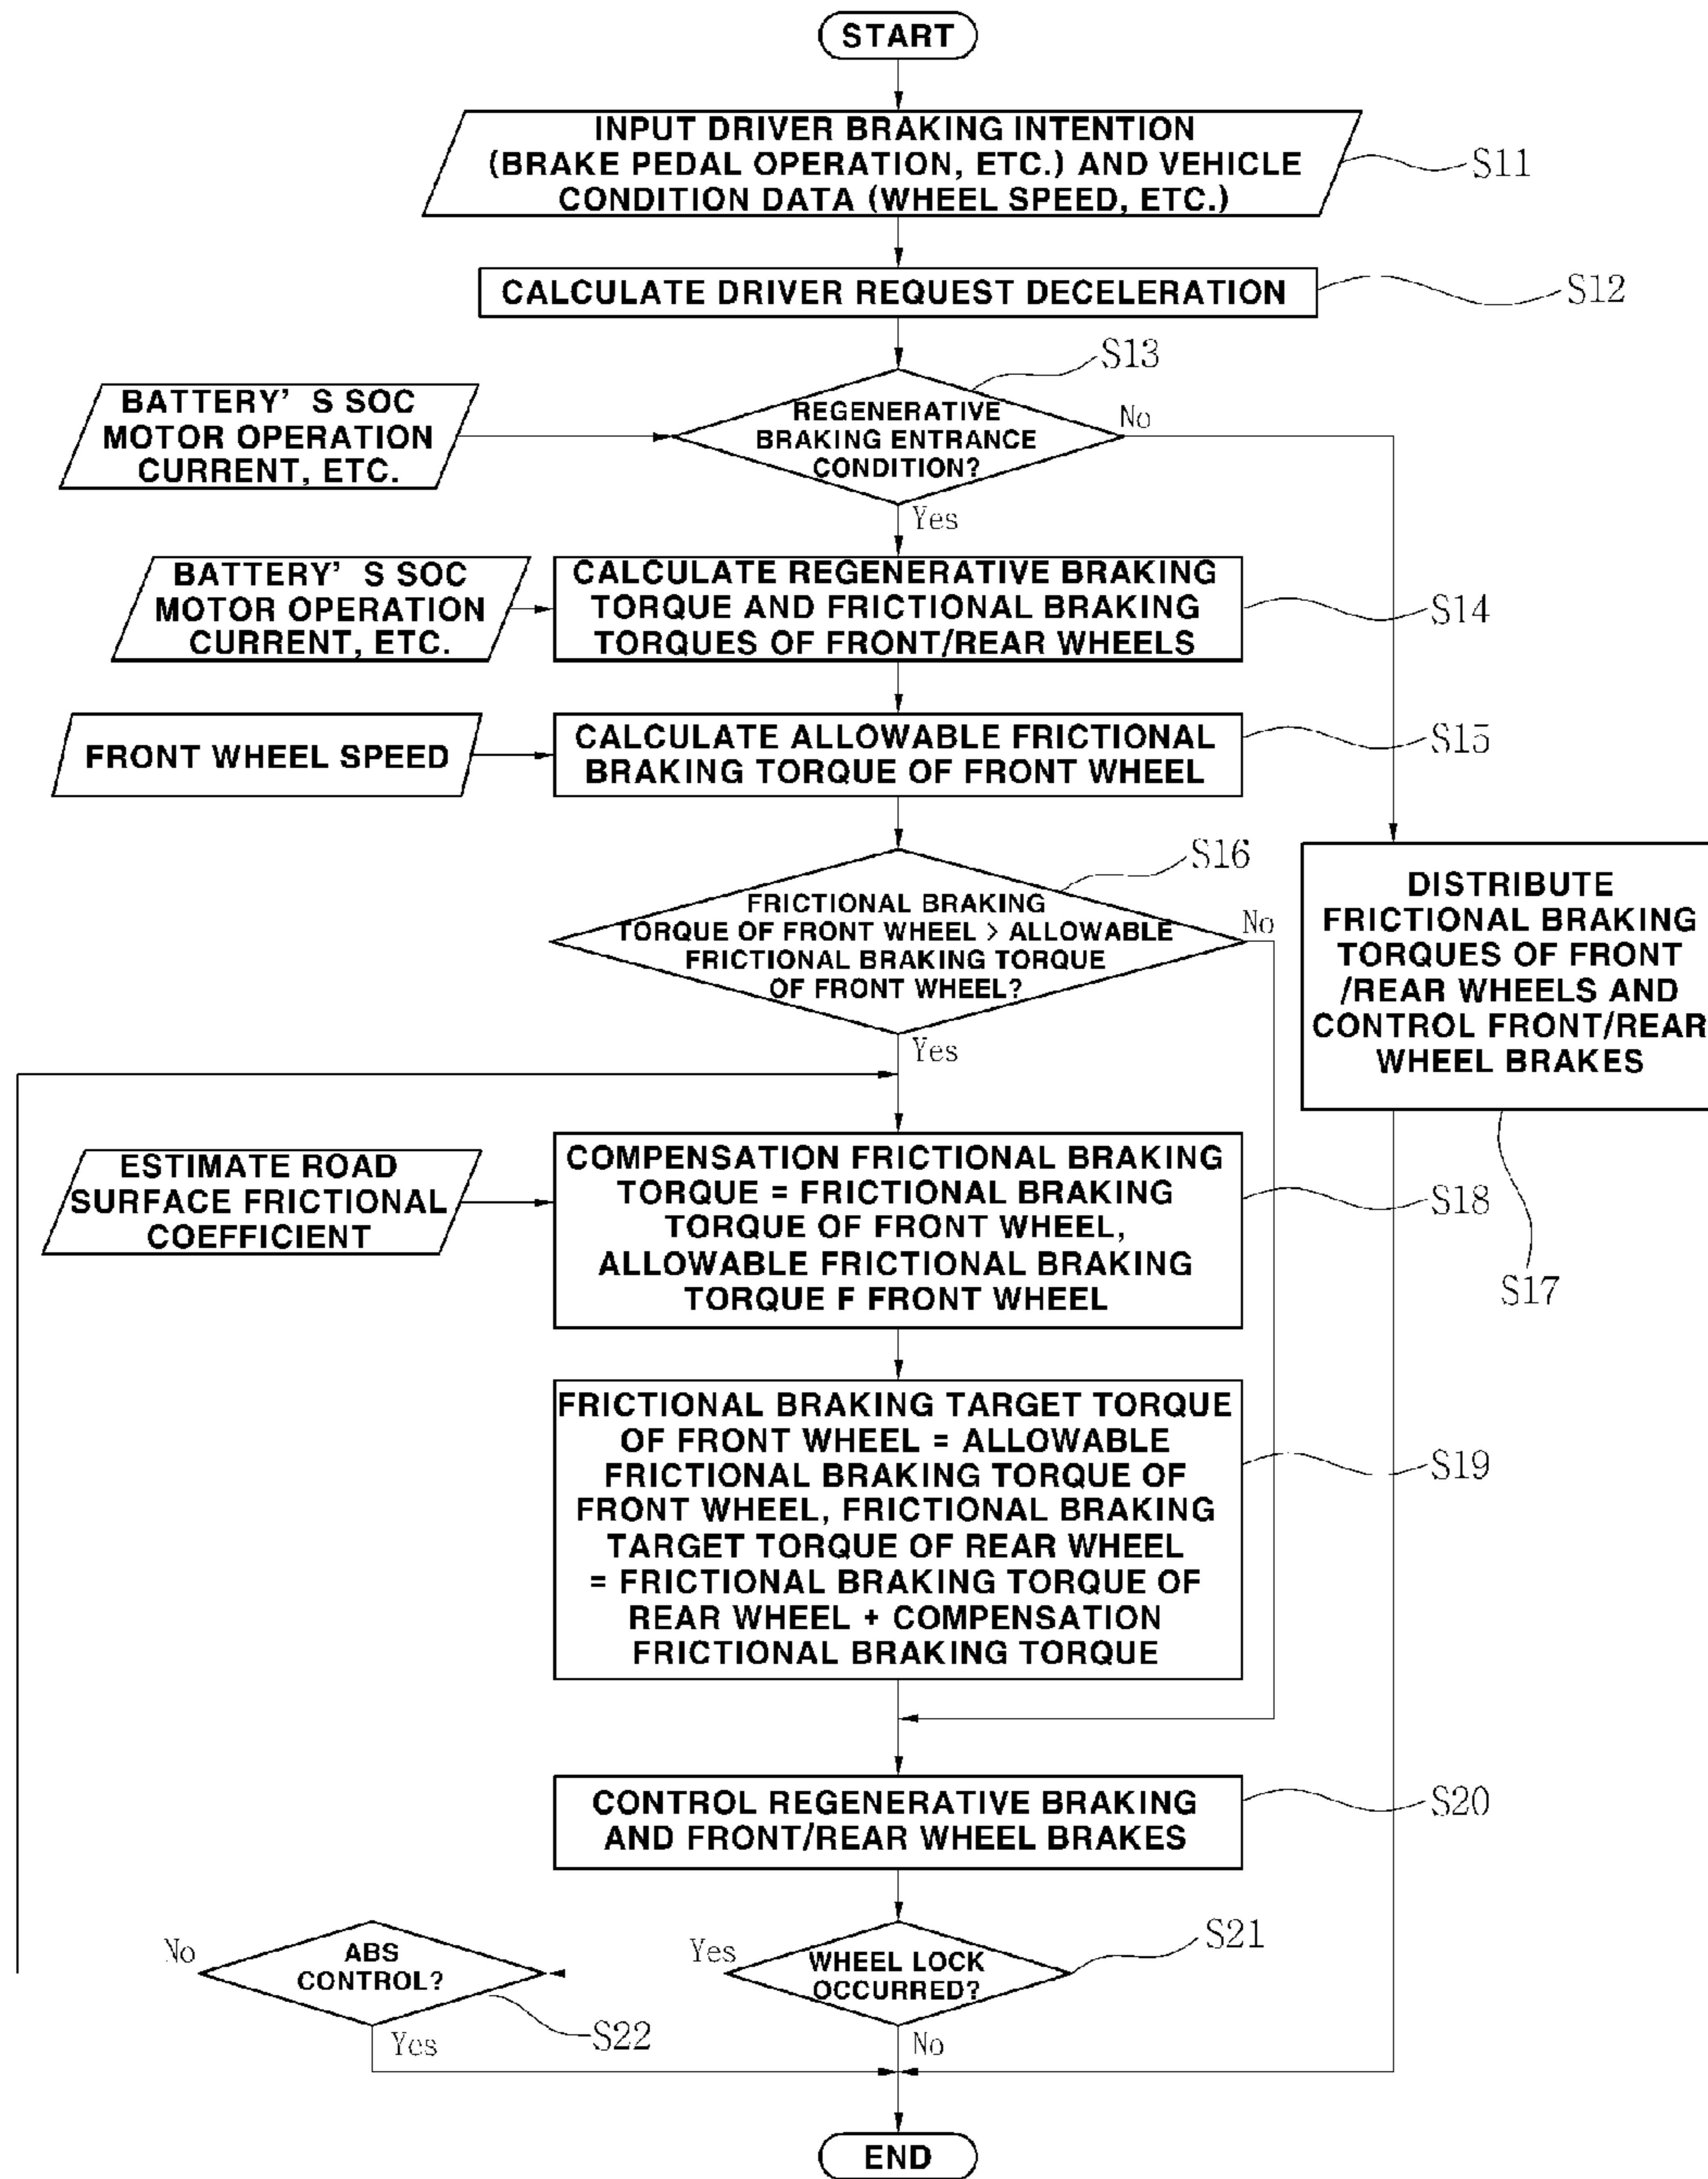 START
INPUT DRIVER BRAKING INTENTION
(BRAKE PEDAL OPERATION, ETC.) AND VEHICLE
CONDITION DATA (WHEEL SPEED, ETC.)
S11
CALCULATE DRIVER REQUEST DECELERATION
S12
S13
BATTERY' S SOC
MOTOR OPERATION
CURRENT, ETC.
REGENERATIVE
BRAKING ENTRANCE
CONDITION?
No
Yes
BATTERY' S SOC
MOTOR OPERATION
CURRENT, ETC.
CALCULATE REGENERATIVE BRAKING
TORQUE AND FRICTIONAL BRAKING
TORQUES OF FRONT/REAR WHEELS
S14
FRONT WHEEL SPEED
CALCULATE ALLOWABLE FRICTIONAL
BRAKING TORQUE OF FRONT WHEEL
S15
S16
FRICTIONAL BRAKING
TORQUE OF FRONT WHEEL > ALLOWABLE
FRICTIONAL BRAKING TORQUE
OF FRONT WHEEL?
No
Yes
DISTRIBUTE
FRICTIONAL BRAKING
TORQUES OF FRONT
/REAR WHEELS AND
CONTROL FRONT/REAR
WHEEL BRAKES
S17
ESTIMATE ROAD
SURFACE FRICTIONAL
COEFFICIENT
COMPENSATION FRICTIONAL BRAKING
TORQUE = FRICTIONAL BRAKING
TORQUE OF FRONT WHEEL,
ALLOWABLE FRICTIONAL BRAKING
TORQUE F FRONT WHEEL
S18
FRICTIONAL BRAKING TARGET TORQUE
OF FRONT WHEEL = ALLOWABLE
FRICTIONAL BRAKING TORQUE OF
FRONT WHEEL, FRICTIONAL BRAKING
TARGET TORQUE OF REAR WHEEL
= FRICTIONAL BRAKING TORQUE OF
REAR WHEEL + COMPENSATION
FRICTIONAL BRAKING TORQUE
S19
CONTROL REGENERATIVE BRAKING
AND FRONT/REAR WHEEL BRAKES
S20
No
ABS
CONTROL?
Yes
S22
Yes
WHEEL LOCK
OCCURRED?
S21
No
END